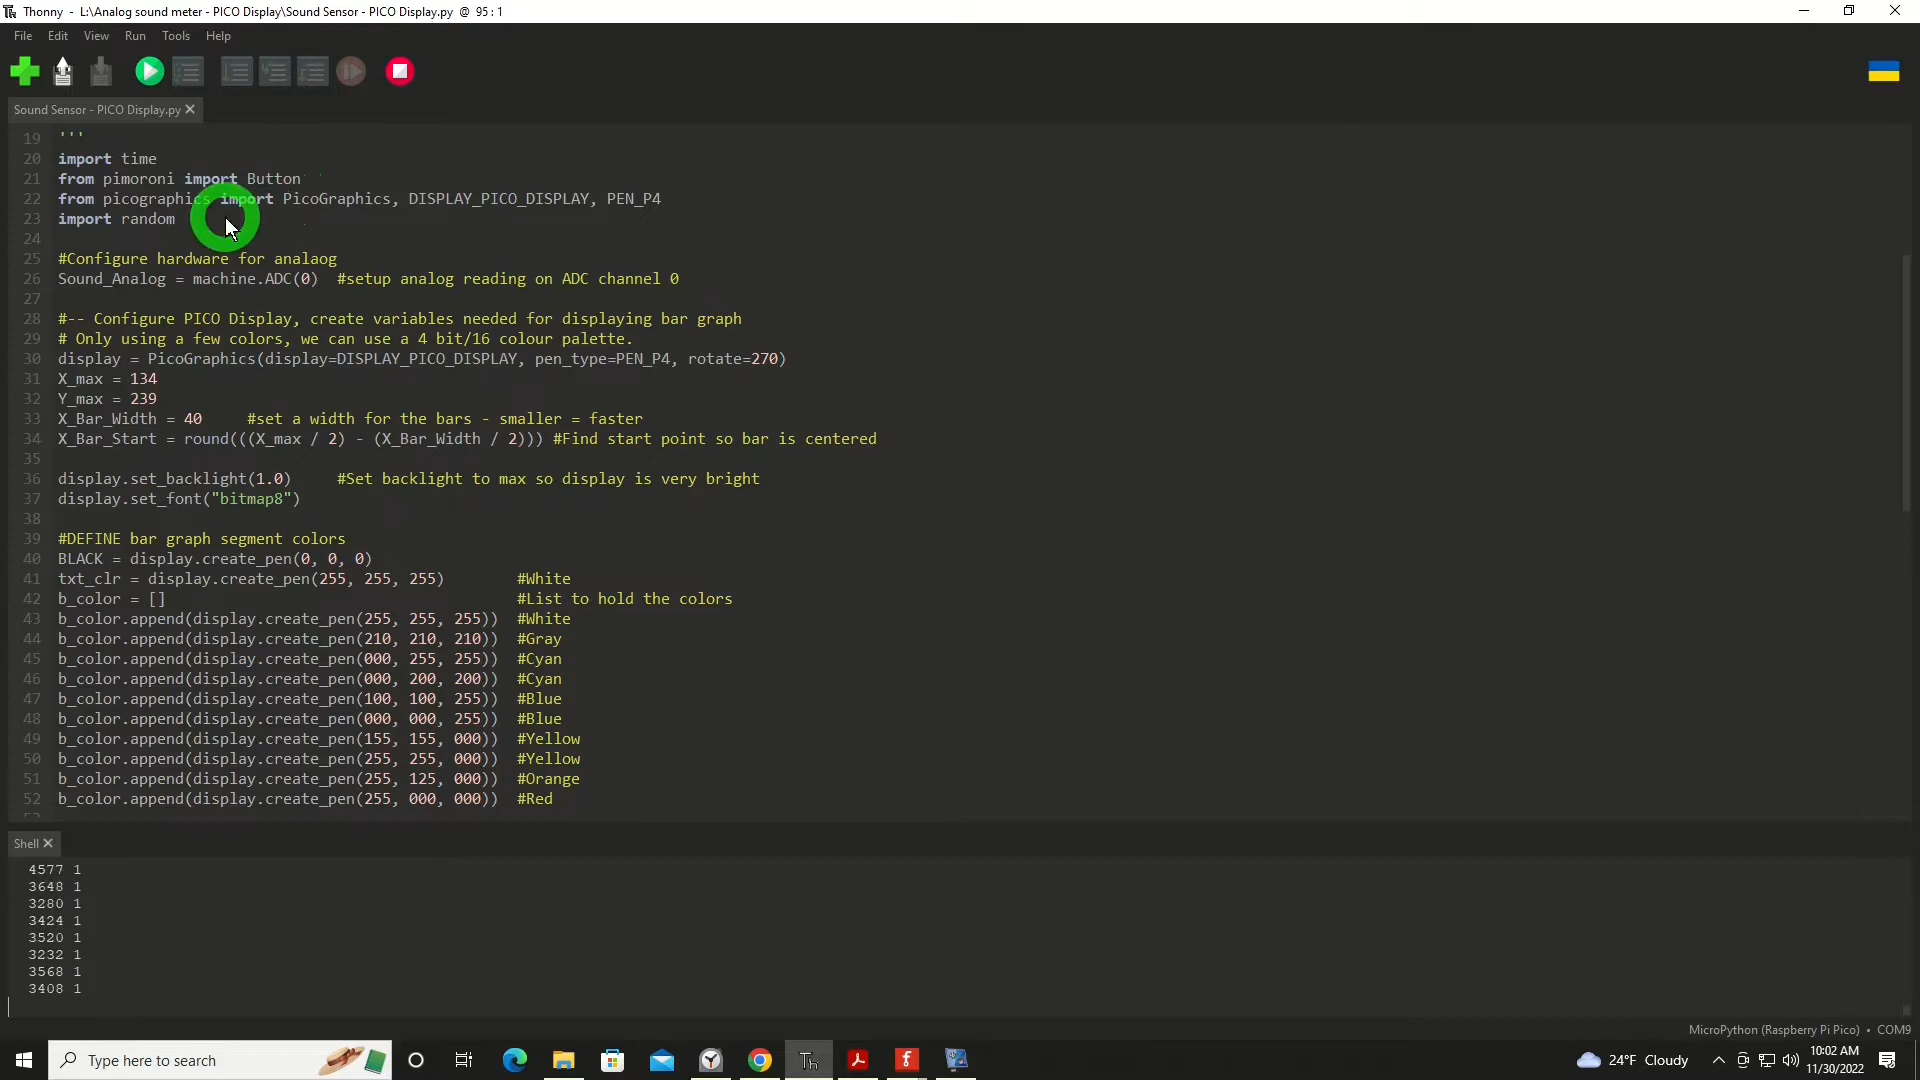 Thonny - L:\Analog sound meter - PICO Display\Sound Sensor - PICO Display.py @ 95 : 1
File Edit View Run Tools Help
Sound Sensor - PICO Display.py
19 '''
20 import time
21 from pimoroni import Button
22 from picographics import PicoGraphics, DISPLAY_PICO_DISPLAY, PEN_P4
23 import random
24
25 #Configure hardware for analaog
26 Sound_Analog = machine.ADC(0) #setup analog reading on ADC channel 0
27
28 #-- Configure PICO Display, create variables needed for displaying bar graph
29 # Only using a few colors, we can use a 4 bit/16 colour palette.
30 display = PicoGraphics(display=DISPLAY_PICO_DISPLAY, pen_type=PEN_P4, rotate=270)
31 X_max = 134
32 Y_max = 239
33 X_Bar_Width = 40 #set a width for the bars - smaller = faster
34 X_Bar_Start = round(((X_max / 2) - (X_Bar_Width / 2))) #Find start point so bar is centered
35
36 display.set_backlight(1.0) #Set backlight to max so display is very bright
37 display.set_font("bitmap8")
38
39 #DEFINE bar graph segment colors
40 BLACK = display.create_pen(0, 0, 0)
41 txt_clr = display.create_pen(255, 255, 255) #White
42 b_color = [] #List to hold the colors
43 b_color.append(display.create_pen(255, 255, 255)) #White
44 b_color.append(display.create_pen(210, 210, 210)) #Gray
45 b_color.append(display.create_pen(000, 255, 255)) #Cyan
46 b_color.append(display.create_pen(000, 200, 200)) #Cyan
47 b_color.append(display.create_pen(100, 100, 255)) #Blue
48 b_color.append(display.create_pen(000, 000, 255)) #Blue
49 b_color.append(display.create_pen(155, 155, 000)) #Yellow
50 b_color.append(display.create_pen(255, 255, 000)) #Yellow
51 b_color.append(display.create_pen(255, 125, 000)) #Orange
52 b_color.append(display.create_pen(255, 000, 000)) #Red
Shell
4577 1
3648 1
3280 1
3424 1
3520 1
3232 1
3568 1
3408 1
MicroPython (Raspberry Pi Pico) • COM9
Type here to search
Th
24°F Cloudy
10:02 AM
11/30/2022